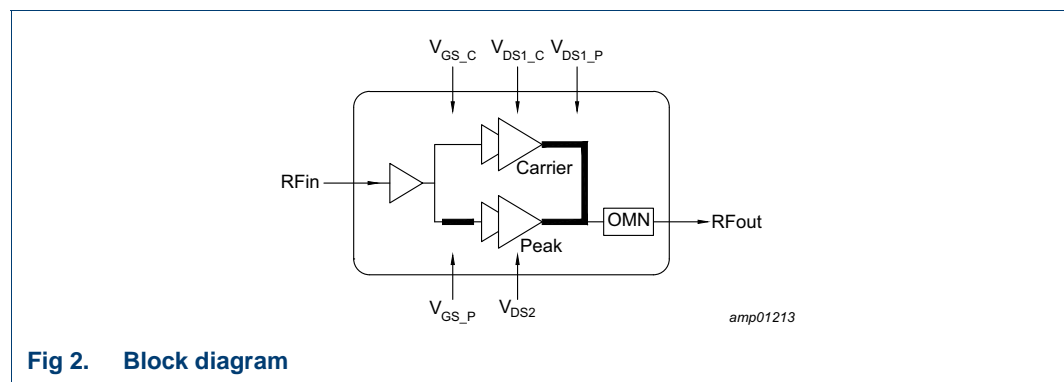 V_GS_C V_DS1_C V_DS1_P
Carrier
RFin
OMN RFout
Peak
V_GS_P V_DS2
amp01213
Fig 2. Block diagram